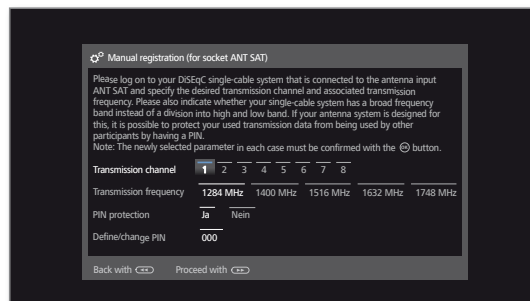 Manual registration (for socket ANT SAT)
Please log on to your DiSEqC single-cable system that is connected to the antenna input
ANT SAT and specify the desired transmission channel and associated transmission
frequency. Please also indicate whether your single-cable system has a broad frequency
band instead of a division into high and low band. If your antenna system is designed for
this, it is possible to protect your used transmission data from being used by other
participants by having a PIN.
Note: The newly selected parameter in each case must be confirmed with the OK button.
Transmission channel 1 2 3 4 5 6 7 8
Transmission frequency 1284 MHz 1400 MHz 1516 MHz 1632 MHz 1748 MHz
PIN protection Ja Nein
Define/change PIN 000
Back with Proceed with